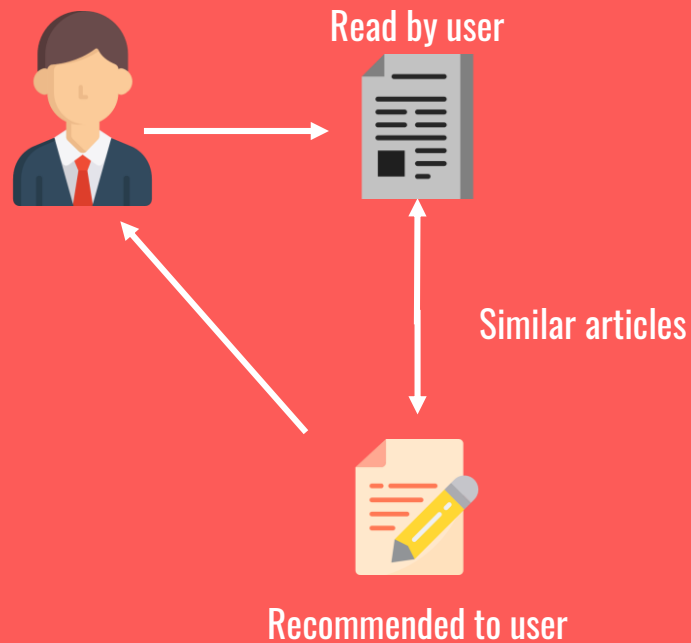 Read by user
Similar articles
Recommended to user